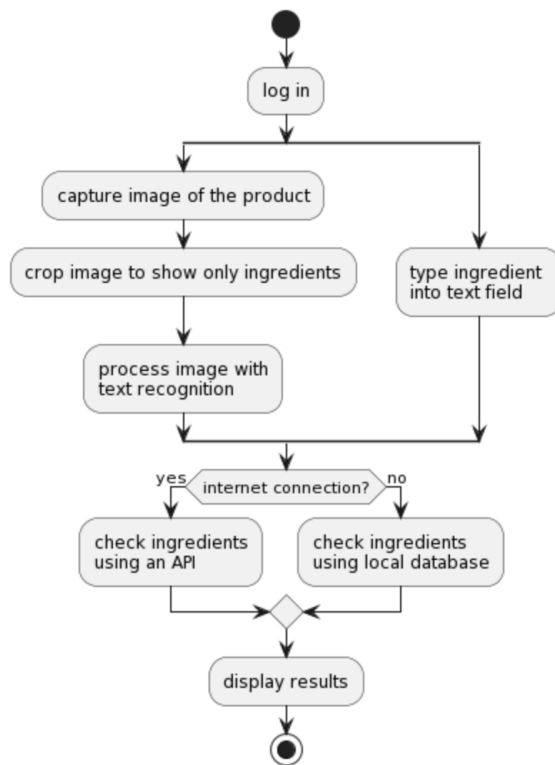 log in
capture image of the product
crop image to show only ingredients
type ingredient
into text field
process image with
text recognition
yes
internet connection?
no
check ingredients
using an API
check ingredients
using local database
display results